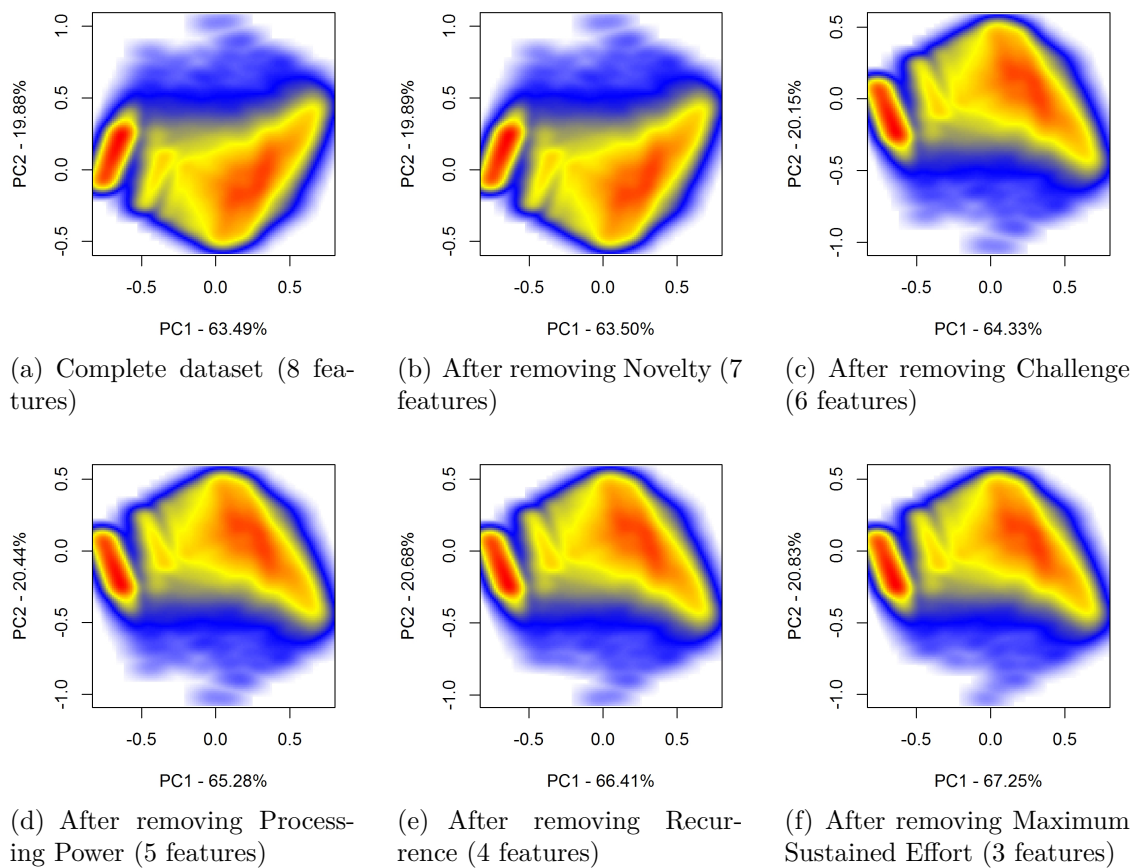 1.0
0.5
0.0
-0.5
PC2 - 19.88%
-0.5 0.0 0.5
PC1 - 63.49%
(a) Complete dataset (8 fea-
tures)
1.0
0.5
0.0
-0.5
PC2 - 19.89%
-0.5 0.0 0.5
PC1 - 63.50%
(b) After removing Novelty (7
features)
0.5
0.0
-0.5
-1.0
PC2 - 20.15%
-0.5 0.0 0.5
PC1 - 64.33%
(c) After removing Challenge
(6 features)
0.5
0.0
-0.5
-1.0
PC2 - 20.44%
-0.5 0.0 0.5
PC1 - 65.28%
(d) After removing Process-
ing Power (5 features)
0.5
0.0
-0.5
-1.0
PC2 - 20.68%
-0.5 0.0 0.5
PC1 - 66.41%
(e) After removing Recur-
rence (4 features)
0.5
0.0
-0.5
-1.0
PC2 - 20.83%
-0.5 0.0 0.5
PC1 - 67.25%
(f) After removing Maximum
Sustained Effort (3 features)